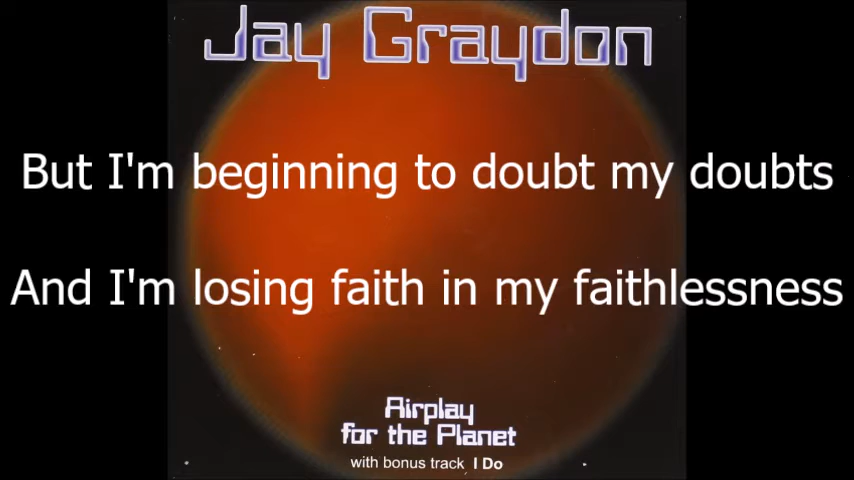 Jay Graydon
But I'm beginning to doubt my doubts
And I'm losing faith in my faithlessness
Airplay
for the Planet
with bonus track I Do